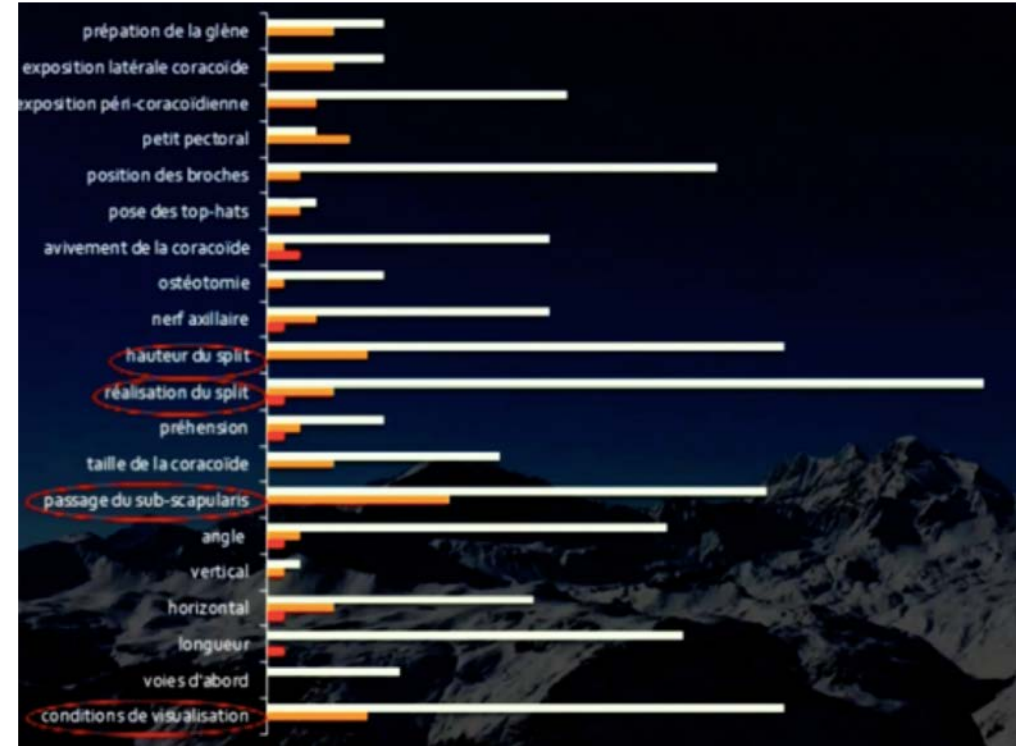 prépation de la glène
exposition latérale coracoïde
exposition péri-coracoïdienne
petit pectoral
position des broches
pose des top-hats
avivement de la coracoïde
ostéotomie
nerf axillaire
hauteur du split
réalisation du split
préhension
taille de la coracoïde
passage du sub-scapularis
angle
vertical
horizontal
longueur
voies d'abord
conditions de visualisation